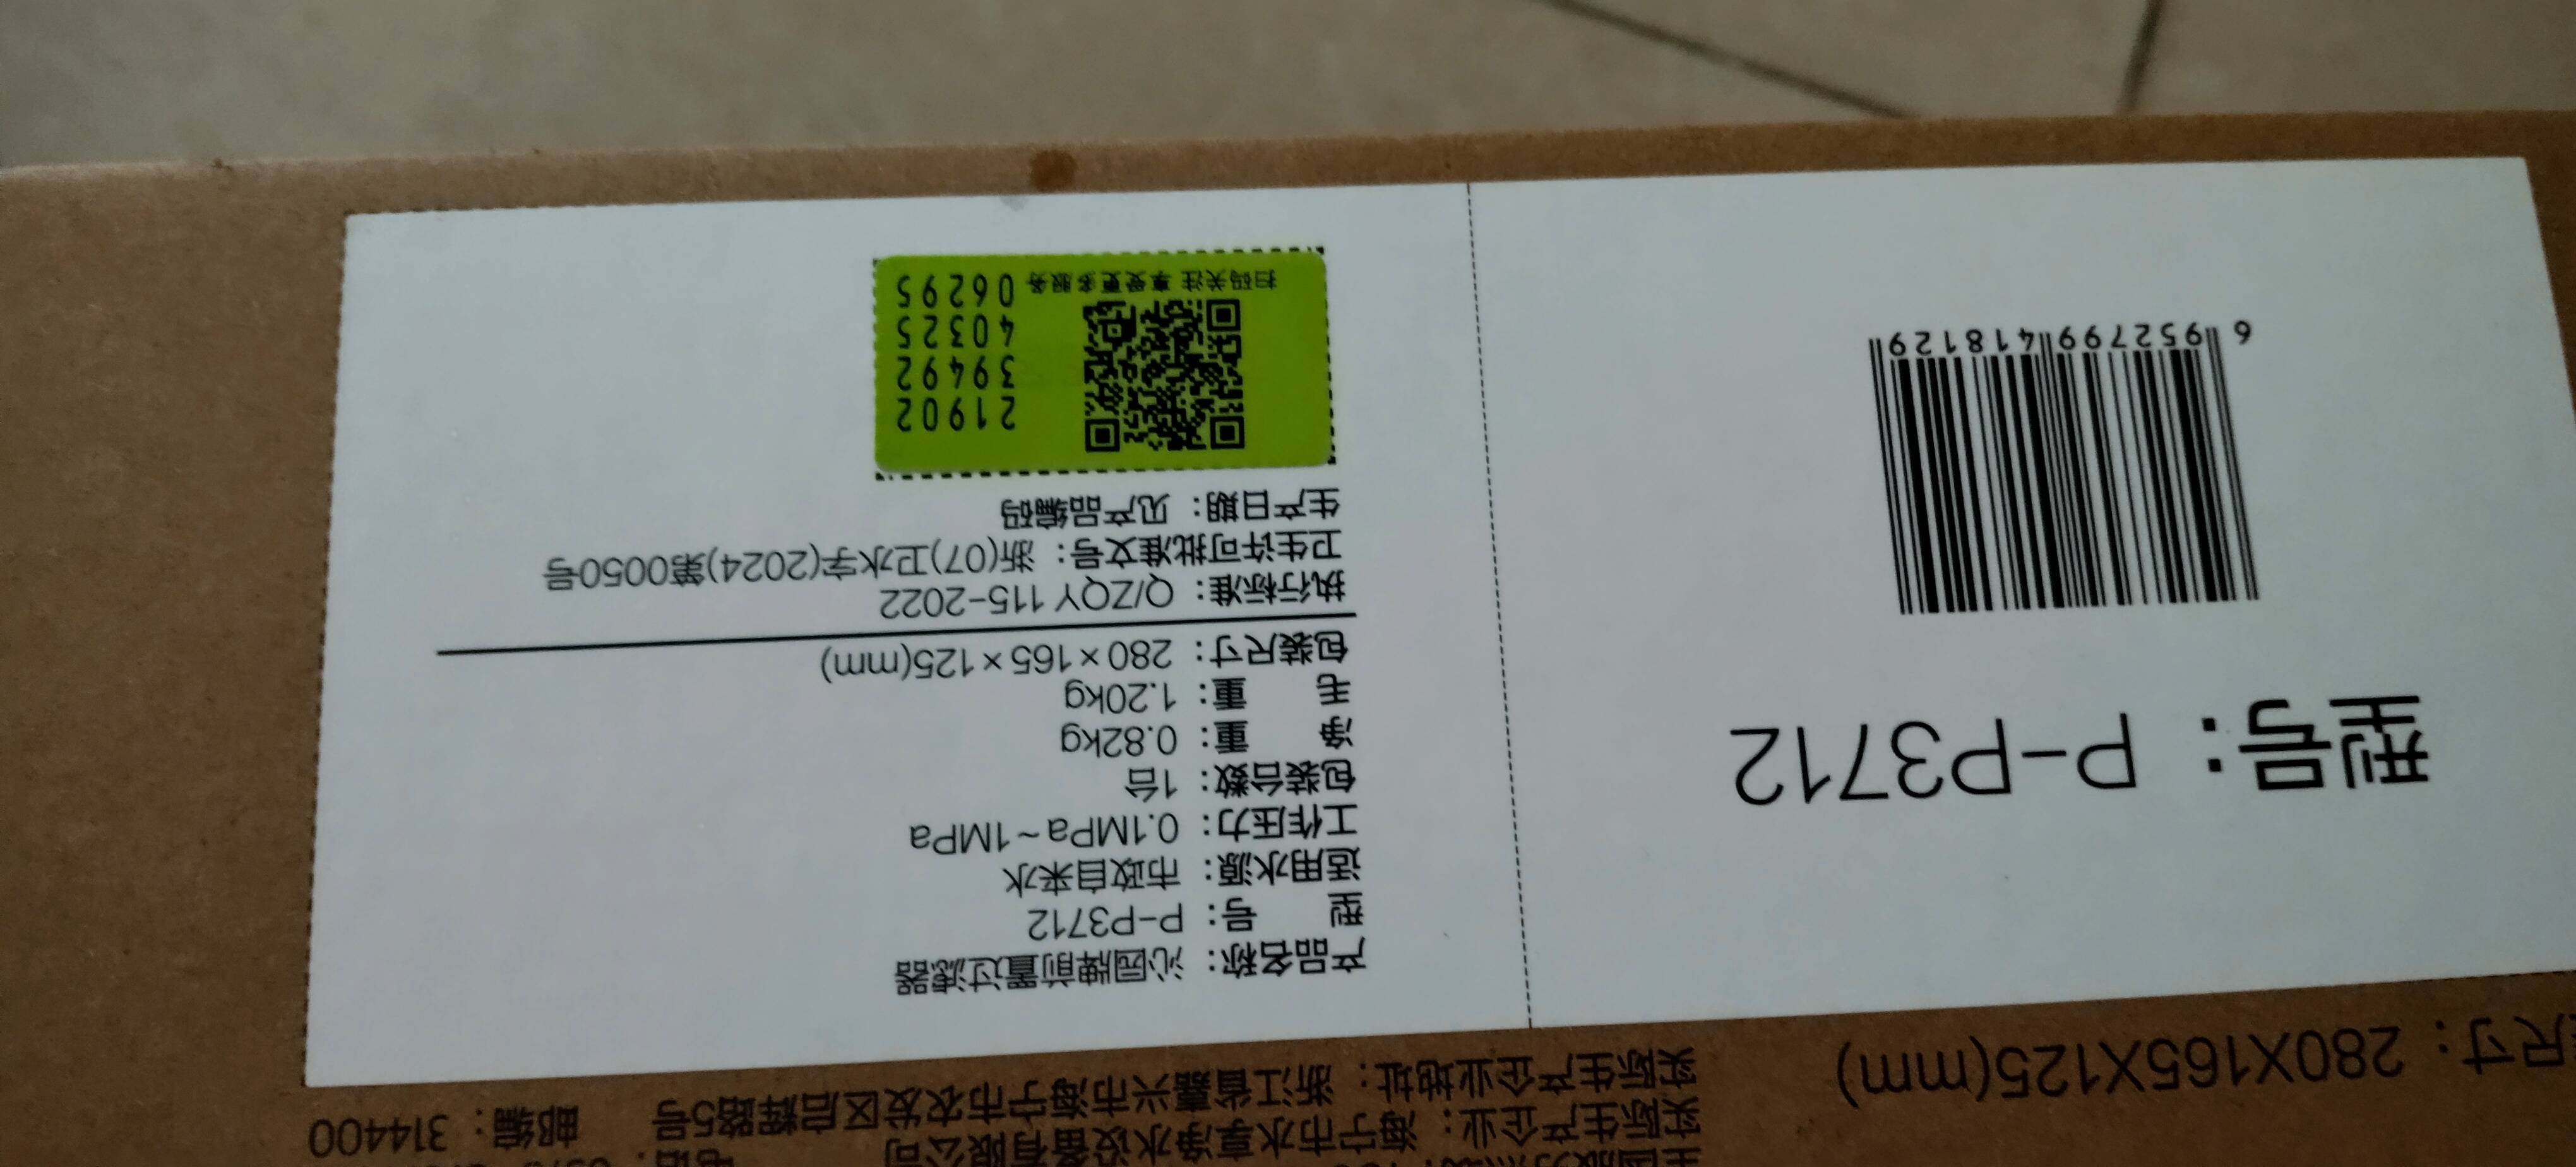 型号：P-P3712
6 952799 418129
产品名称：沁园牌前置过滤器
型 号：P-P3712
适用水源：市政自来水
工作压力：0.1MPa~1MPa
包装台数：1台
净 重：0.82kg
毛 重：1.20kg
包装尺寸：280×165×125(mm)
执行标准：Q/ZQY 115-2022
卫生许可批准文号：浙(07)卫水字(2024)第00050号
生产日期：见产品编码
21902
39492
40325
06295
扫码关注 享受更多服务
尺寸：280X165X125(mm)
实际生产企业：海宁市水享净水设备有限公司
实际生产企业地址：浙江省嘉兴市海宁市农发区启辉路5号 邮编：314400